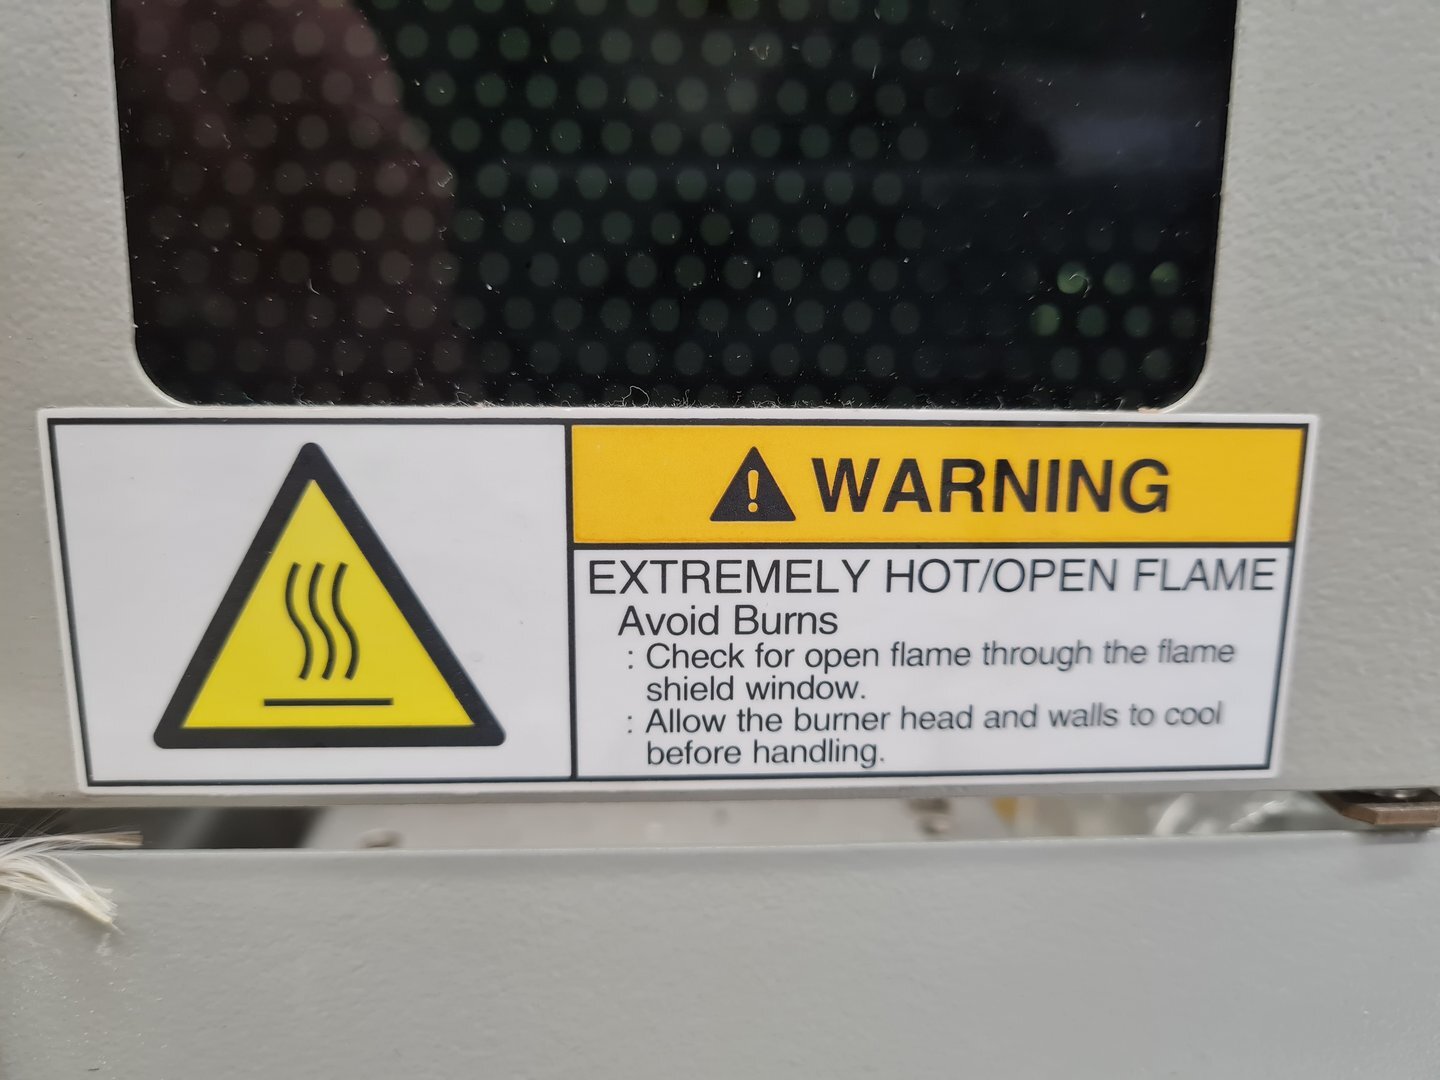 WARNING
EXTREMELY HOT/OPEN FLAME
Avoid Burns
: Check for open flame through the flame
shield window.
: Allow the burner head and walls to cool
before handling.